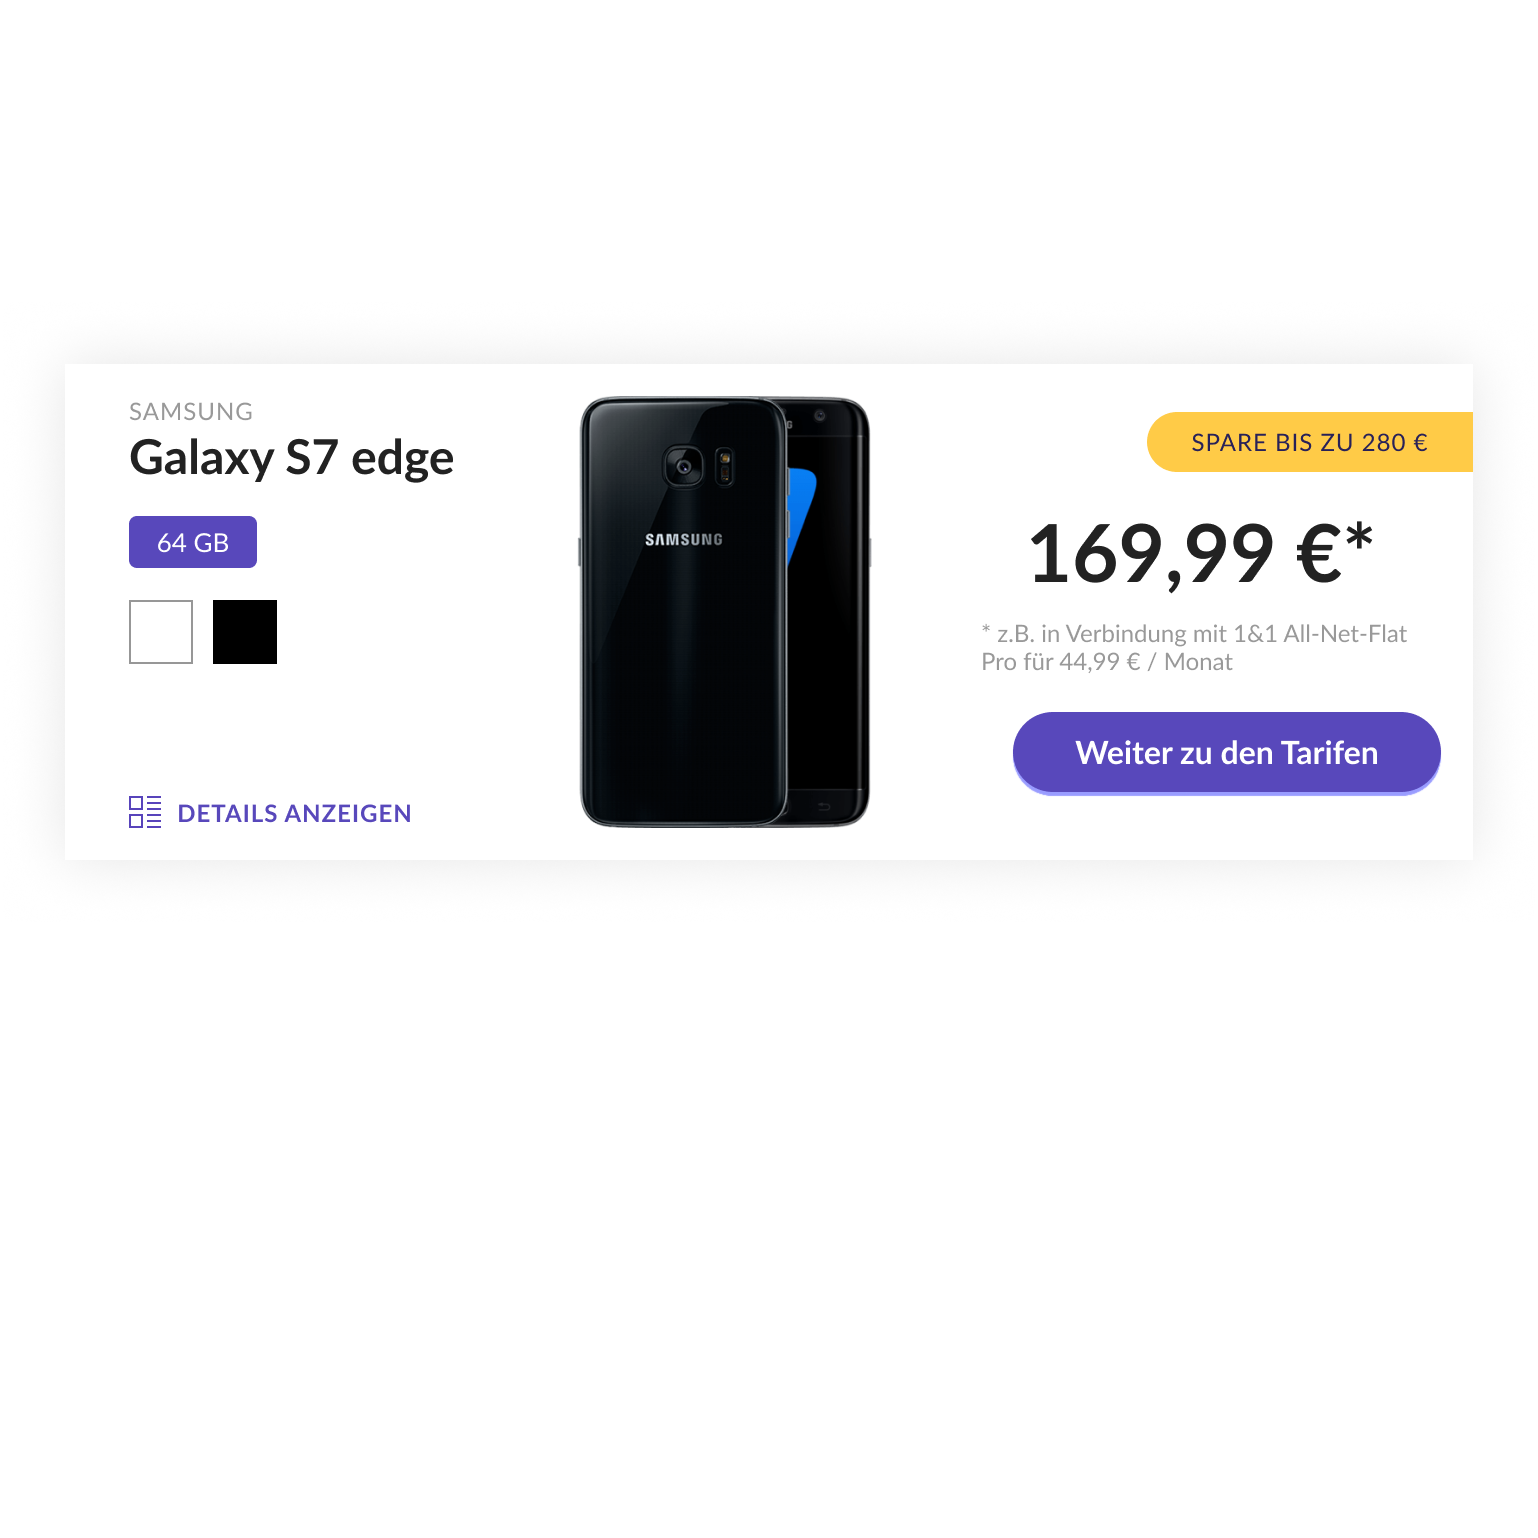 SAMSUNG
Galaxy S7 edge
64 GB
DETAILS ANZEIGEN
SAMSUNG
SPARE BIS ZU 280 €
169,99 €*
* z.B. in Verbindung mit 1&1 All-Net-Flat
Pro für 44,99 € / Monat
Weiter zu den Tarifen